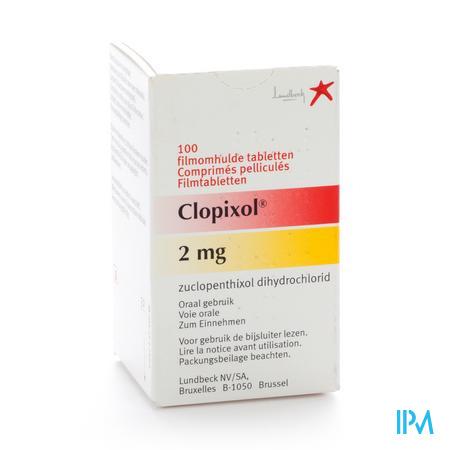 Lundbeck
100
filmomhulde tabletten
Comprimés pelliculés
Filmtabletten
Clopixol®
2 mg
zuclopenthixol dihydrochlorid
Oraal gebruik
Voie orale
Zum Einnehmen
Voor gebruik de bijsluiter lezen.
Lire la notice avant utilisation.
Packungsbeilage beachten.
Lundbeck NV/SA,
Bruxelles B-1050 Brussel
IPM